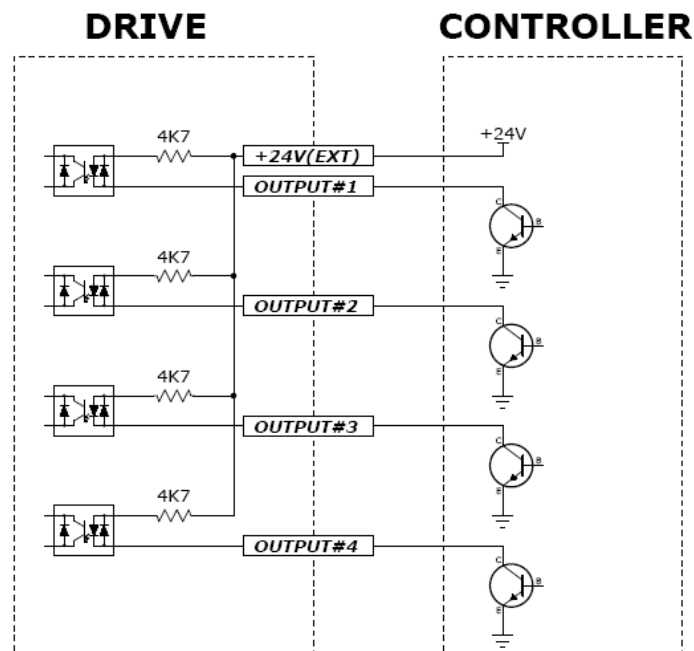 DRIVE CONTROLLER
4K7 +24V(EXT) +24V
OUTPUT#1
C
B
E
4K7
OUTPUT#2
C
B
E
4K7
OUTPUT#3
C
B
E
4K7
OUTPUT#4
C
B
E